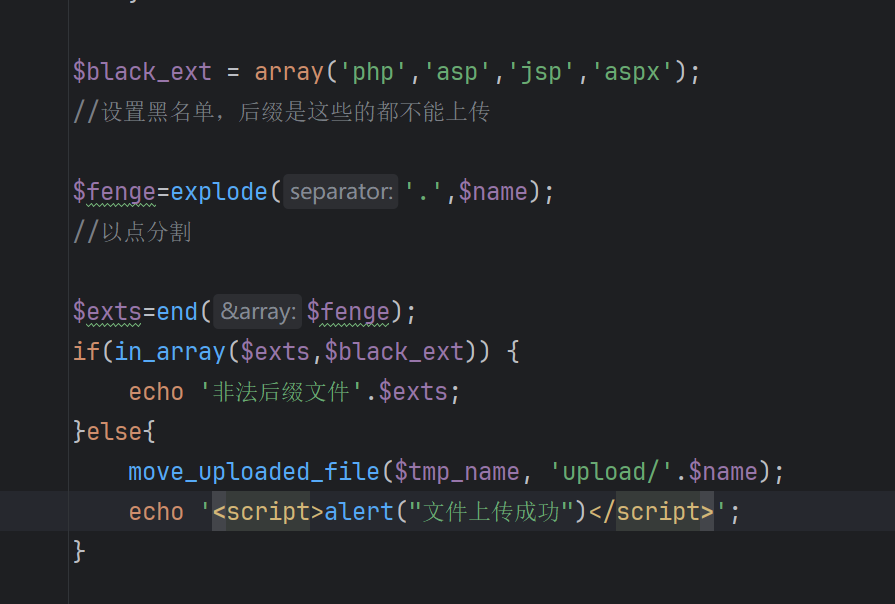 $black_ext = array('php','asp','jsp','aspx');
//设置黑名单，后缀是这些的都不能上传
$fenge=explode( separator: '.',$name);
//以点分割
$exts=end( &array: $fenge);
if(in_array($exts,$black_ext)) {
    echo '非法后缀文件'.$exts;
}else{
    move_uploaded_file($tmp_name, 'upload/'.$name);
    echo '<script>alert("文件上传成功")</script>';
}